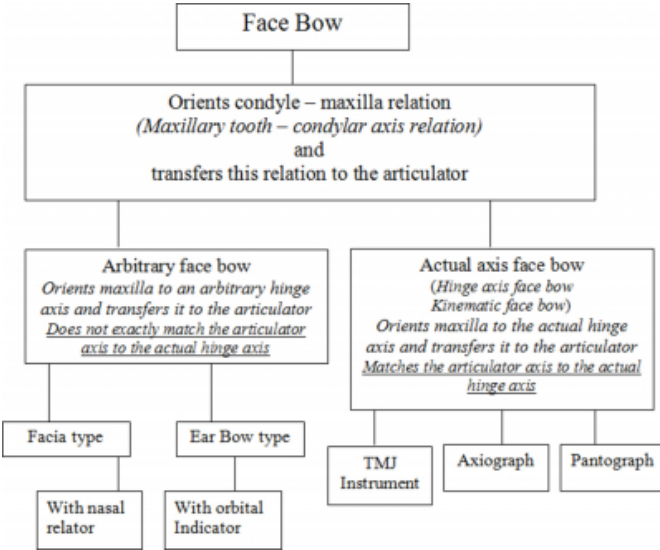 Face Bow
Orients condyle – maxilla relation
(Maxillary tooth – condylar axis relation)
and
transfers this relation to the articulator
Arbitrary face bow
Orients maxilla to an arbitrary hinge
axis and transfers it to the articulator
Does not exactly match the articulator
axis to the actual hinge axis
Actual axis face bow
(Hinge axis face bow
Kinematic face bow)
Orients maxilla to the actual hinge
axis and transfers it to the articulator
Matches the articulator axis to the actual
hinge axis
Facia type
Ear Bow type
TMJ
Instrument
Axiograph
Pantograph
With nasal
relator
With orbital
Indicator